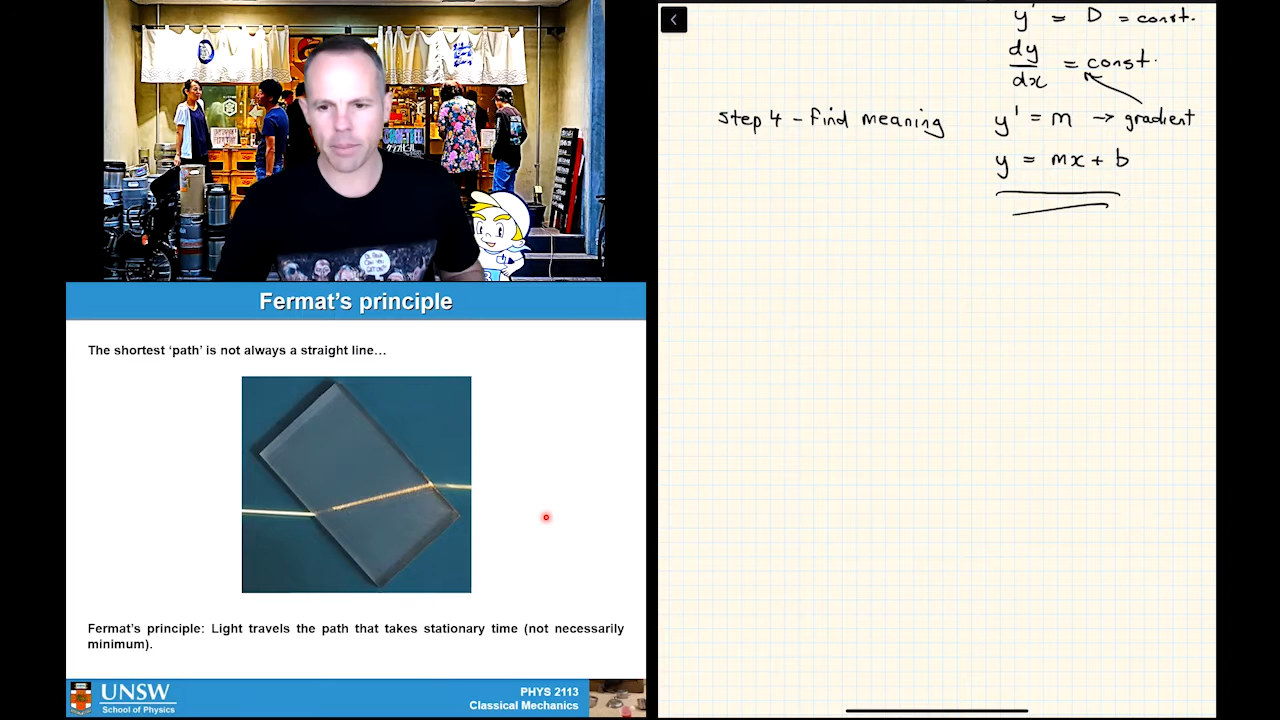 Fermat's principle
The shortest 'path' is not always a straight line…
Fermat's principle: Light travels the path that takes stationary time (not necessarily
minimum).
UNSW
School of Physics
PHYS 2113
Classical Mechanics
y' = D = const.
dy
dx
= const.
step 4 - find meaning
y' = m → gradient
y = mx + b